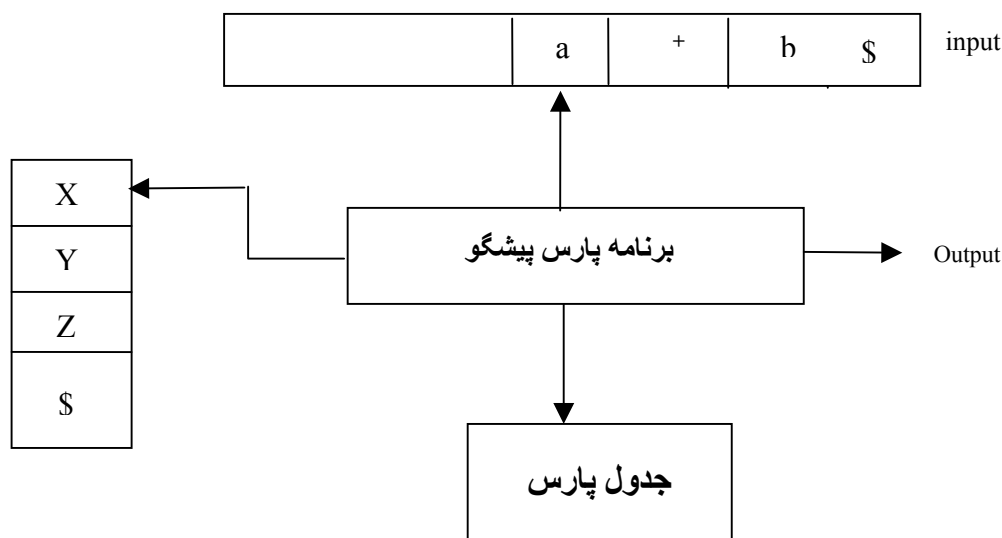 a + b $ input
X
Y
Z
$
برنامه پارس پیشگو
Output
جدول پارس